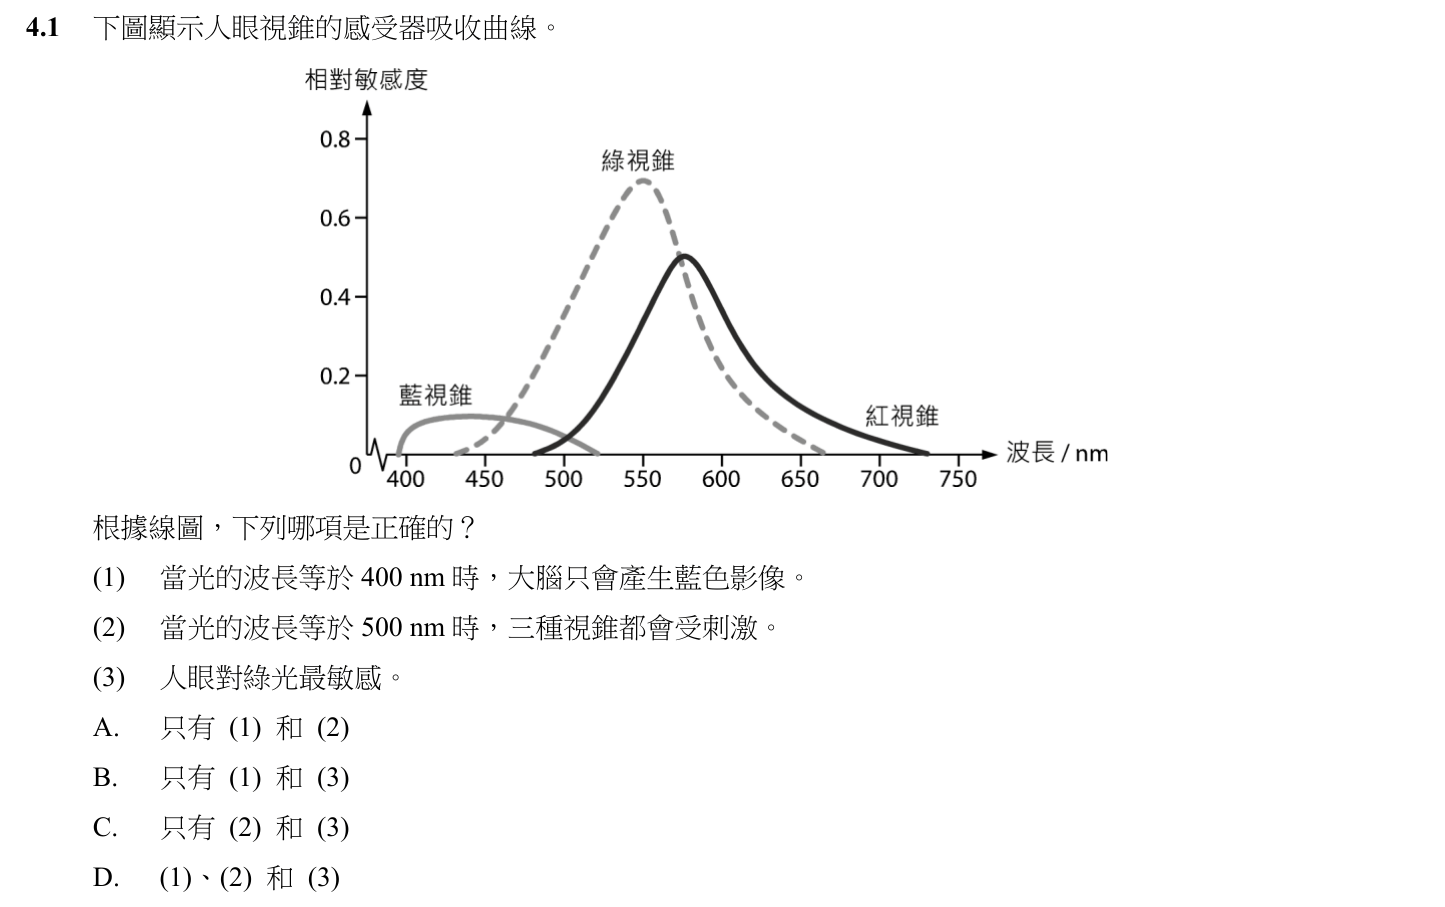 4.1 下圖顯示人眼視錐的感受器吸收曲線。
相對敏感度
0.8
綠視錐
0.6
0.4
0.2
藍視錐
紅視錐
0
波長 / nm
400 450 500 550 600 650 700 750
根據線圖，下列哪項是正確的？
(1) 當光的波長等於 400 nm 時，大腦只會產生藍色影像。
(2) 當光的波長等於 500 nm 時，三種視錐都會受刺激。
(3) 人眼對綠光最敏感。
A. 只有 (1) 和 (2)
B. 只有 (1) 和 (3)
C. 只有 (2) 和 (3)
D. (1)、(2) 和 (3)